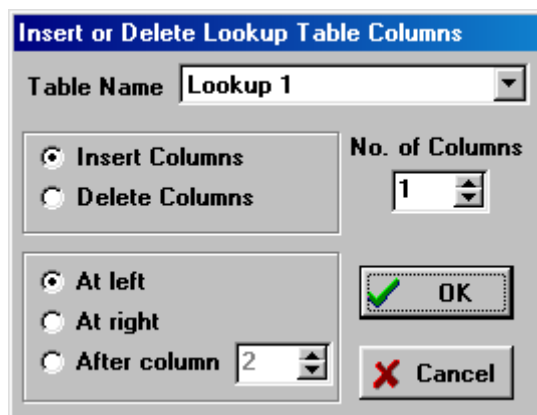 Insert or Delete Lookup Table Columns
Table Name Lookup 1
Insert Columns
Delete Columns
No. of Columns
1
At left
At right
After column 2
OK
Cancel